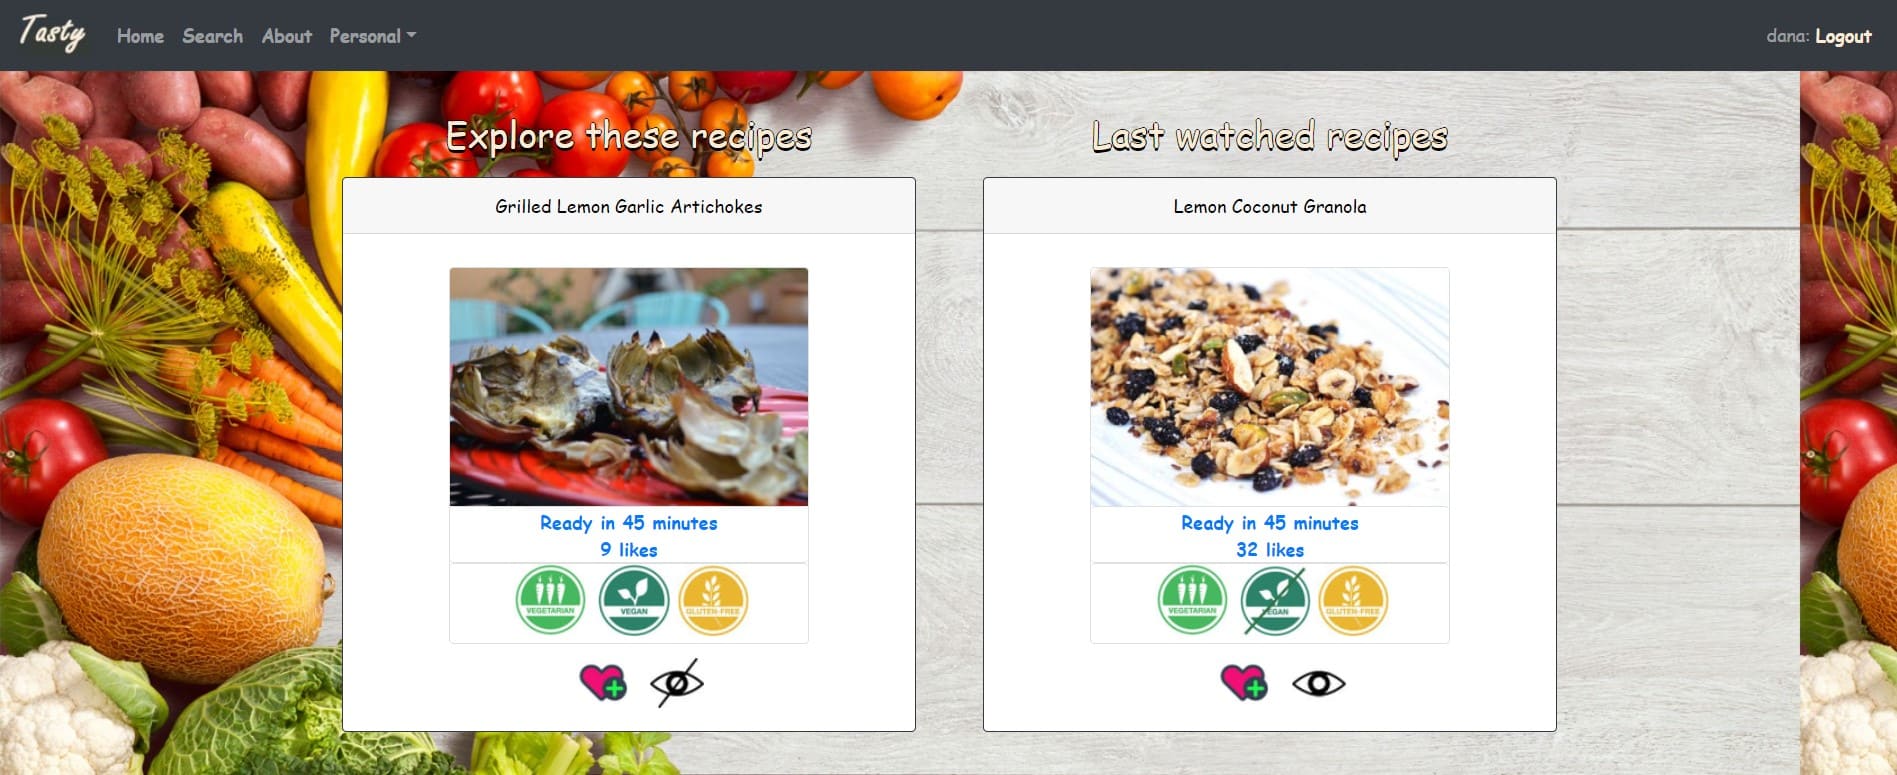 Tasty Home Search About Personal dana: Logout
Explore these recipes
Last watched recipes
Grilled Lemon Garlic Artichokes
Ready in 45 minutes
9 likes
VEGETARIAN VEGAN GLUTEN-FREE
Lemon Coconut Granola
Ready in 45 minutes
32 likes
VEGETARIAN VEGAN GLUTEN-FREE